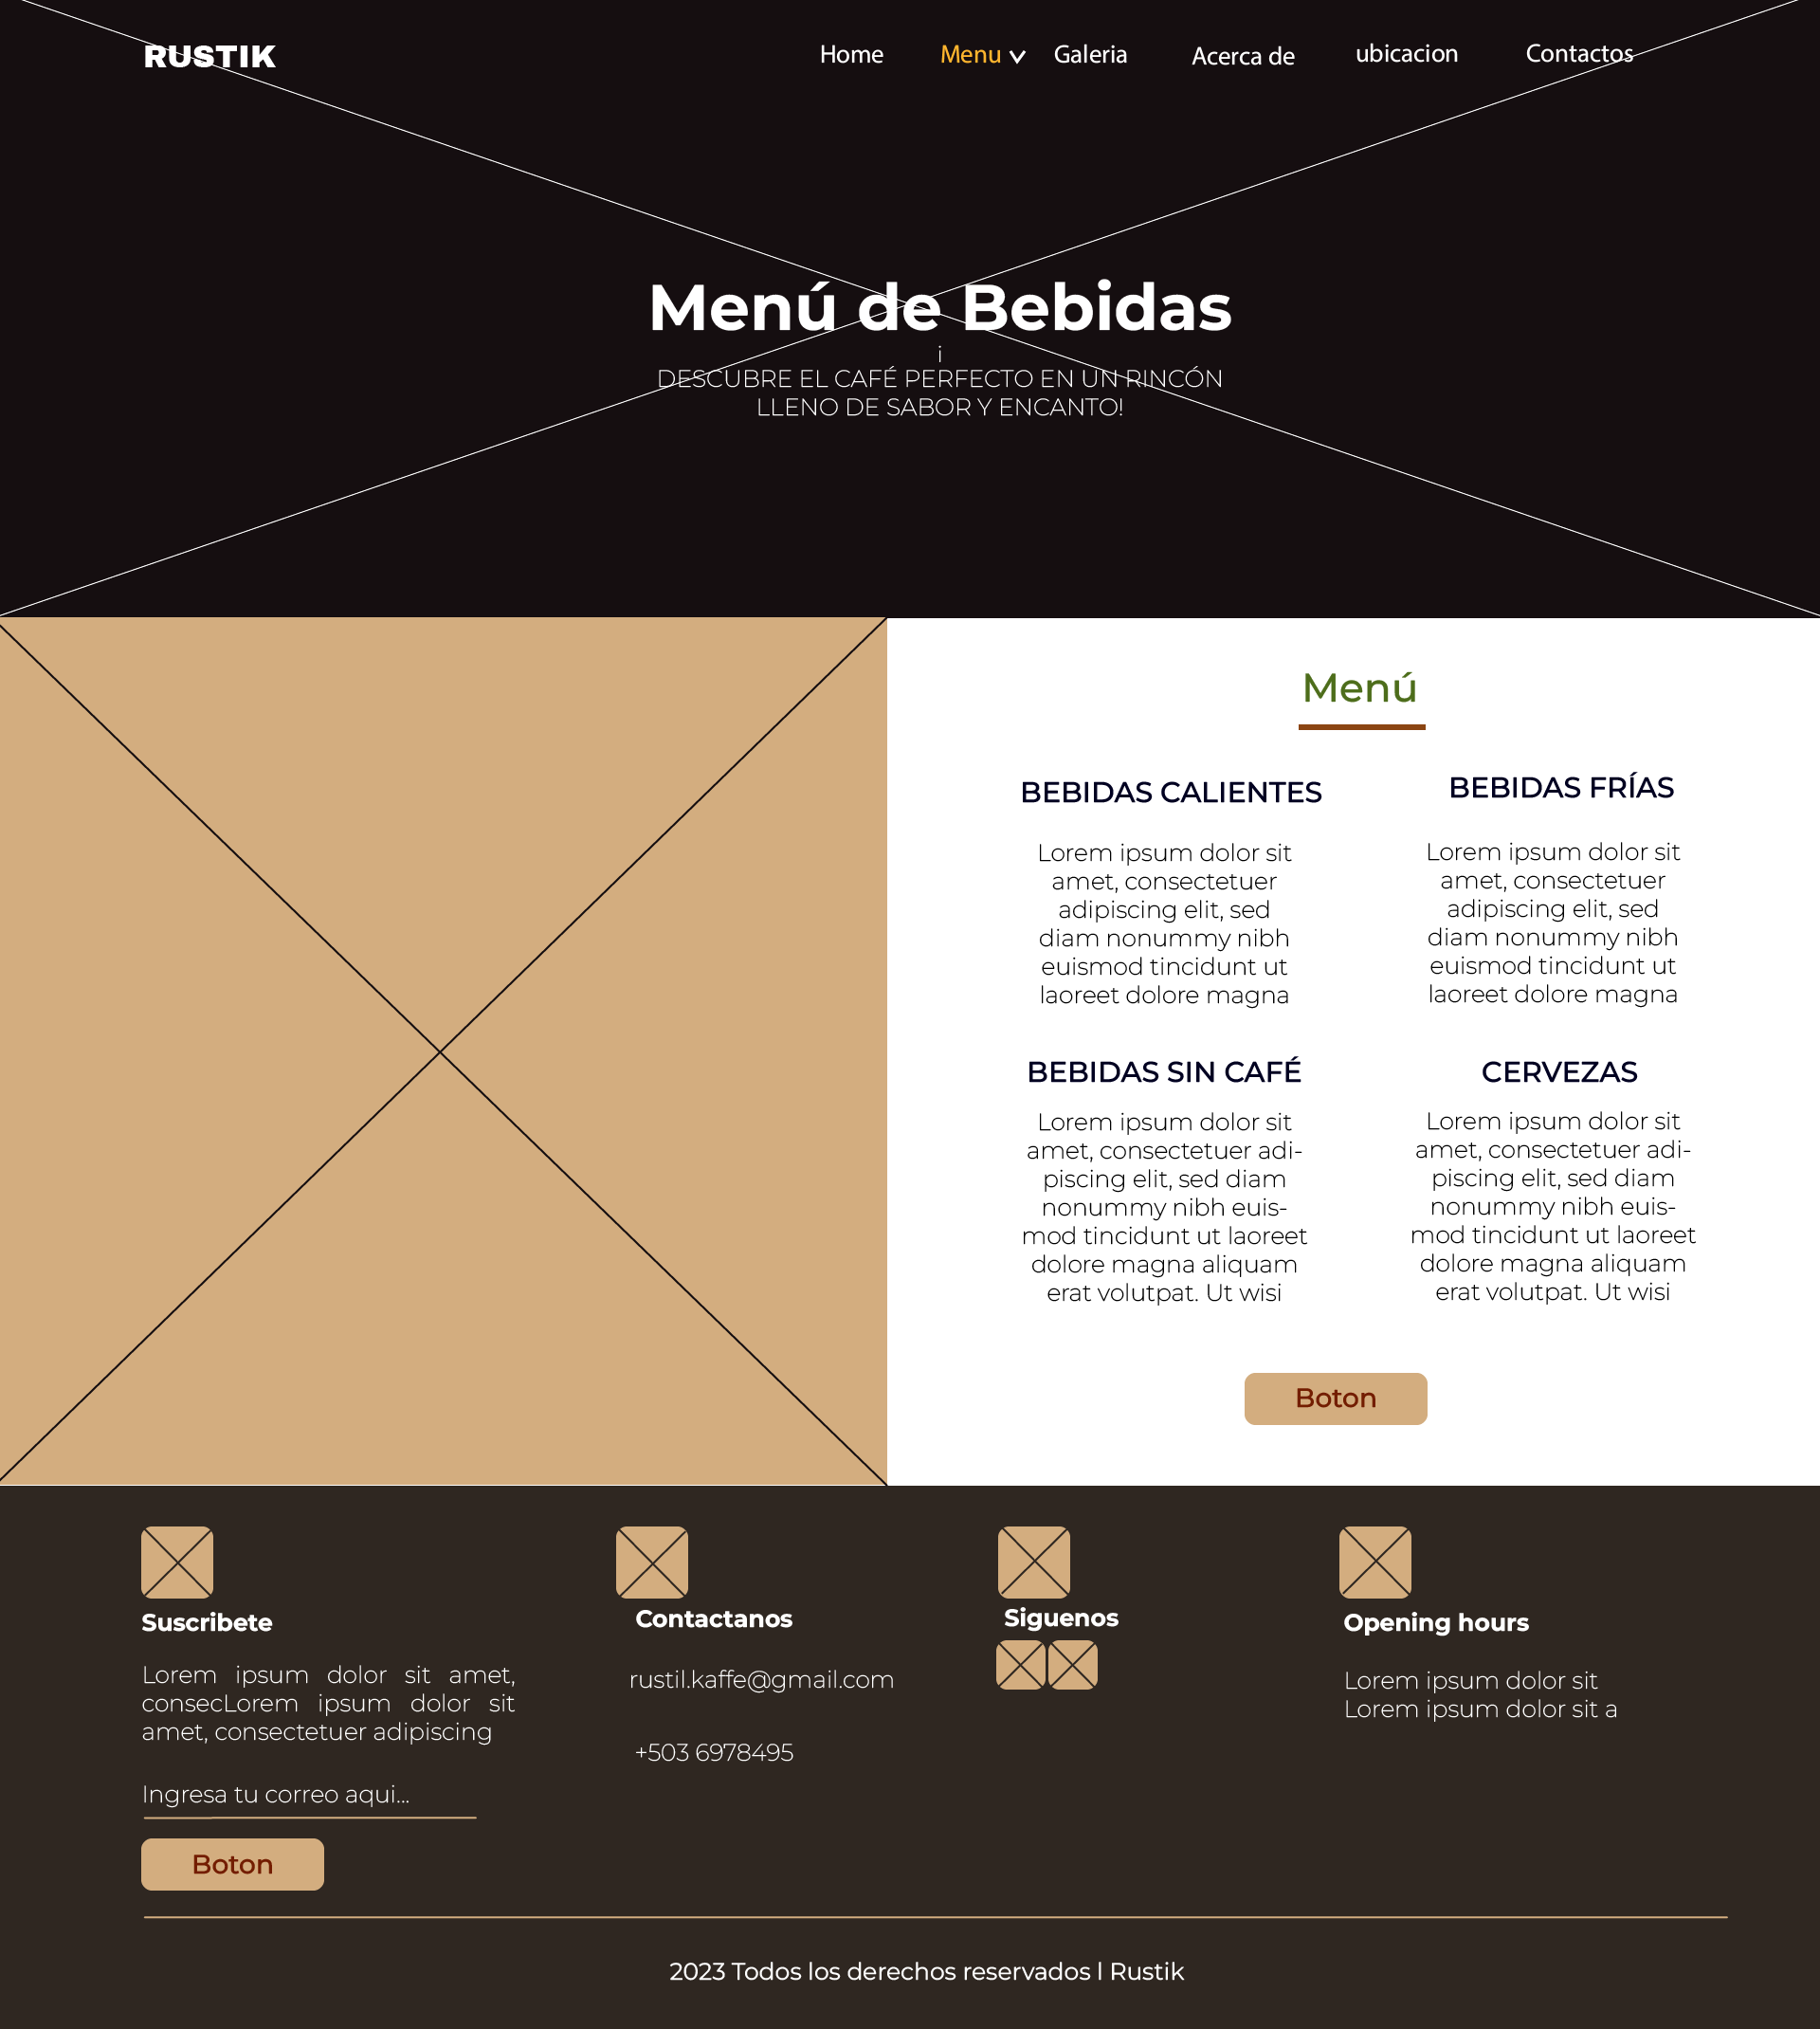 RUSTIK
Home
Menu
Galeria
Acerca de
ubicacion
Contactos
Menú de Bebidas
¡
DESCUBRE EL CAFÉ PERFECTO EN UN RINCÓN
LLENO DE SABOR Y ENCANTO!
Menú
BEBIDAS CALIENTES
Lorem ipsum dolor sit
amet, consectetuer
adipiscing elit, sed
diam nonummy nibh
euismod tincidunt ut
laoreet dolore magna
BEBIDAS FRÍAS
Lorem ipsum dolor sit
amet, consectetuer
adipiscing elit, sed
diam nonummy nibh
euismod tincidunt ut
laoreet dolore magna
BEBIDAS SIN CAFÉ
Lorem ipsum dolor sit
amet, consectetuer adi-
piscing elit, sed diam
nonummy nibh euis-
mod tincidunt ut laoreet
dolore magna aliquam
erat volutpat. Ut wisi
CERVEZAS
Lorem ipsum dolor sit
amet, consectetuer adi-
piscing elit, sed diam
nonummy nibh euis-
mod tincidunt ut laoreet
dolore magna aliquam
erat volutpat. Ut wisi
Boton
Suscribete
Lorem ipsum dolor sit amet,
consecLorem ipsum dolor sit
amet, consectetuer adipiscing
Ingresa tu correo aqui...
Boton
Contactanos
rustil.kaffe@gmail.com
+503 6978495
Siguenos
Opening hours
Lorem ipsum dolor sit
Lorem ipsum dolor sit a
2023 Todos los derechos reservados l Rustik